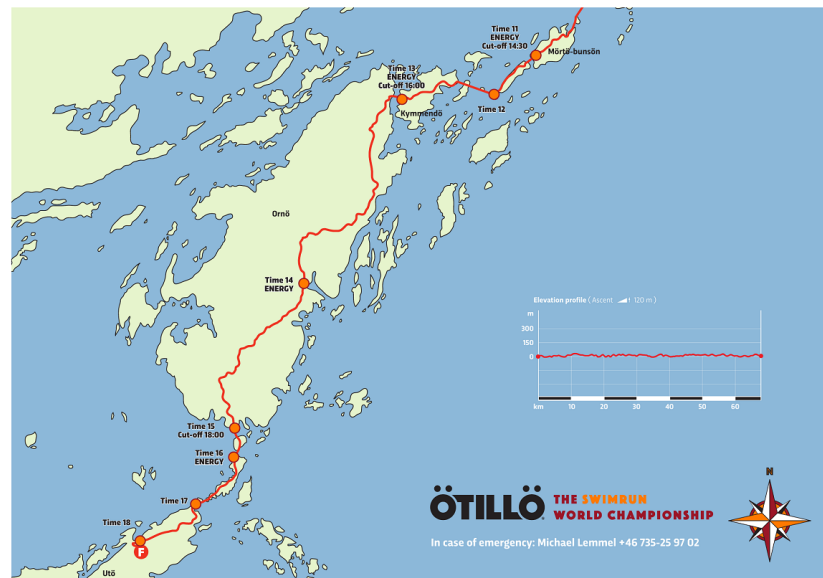 Time 11
ENERGY
Cut-off 14:30
Mörtö-bunsön
Time 13
ENERGY
Cut-off 16:00
Time 12
Kymmendö
Ornö
Time 14
ENERGY
Elevation profile ( Ascent 120 m )
m
300
150
0
km
10
20
30
40
50
60
Time 15
Cut-off 18:00
Time 16
ENERGY
Time 17
Time 18
F
Utö
N
ÖTILLÖ THE SWIMRUN
WORLD CHAMPIONSHIP
In case of emergency: Michael Lemmel +46 735-25 97 02